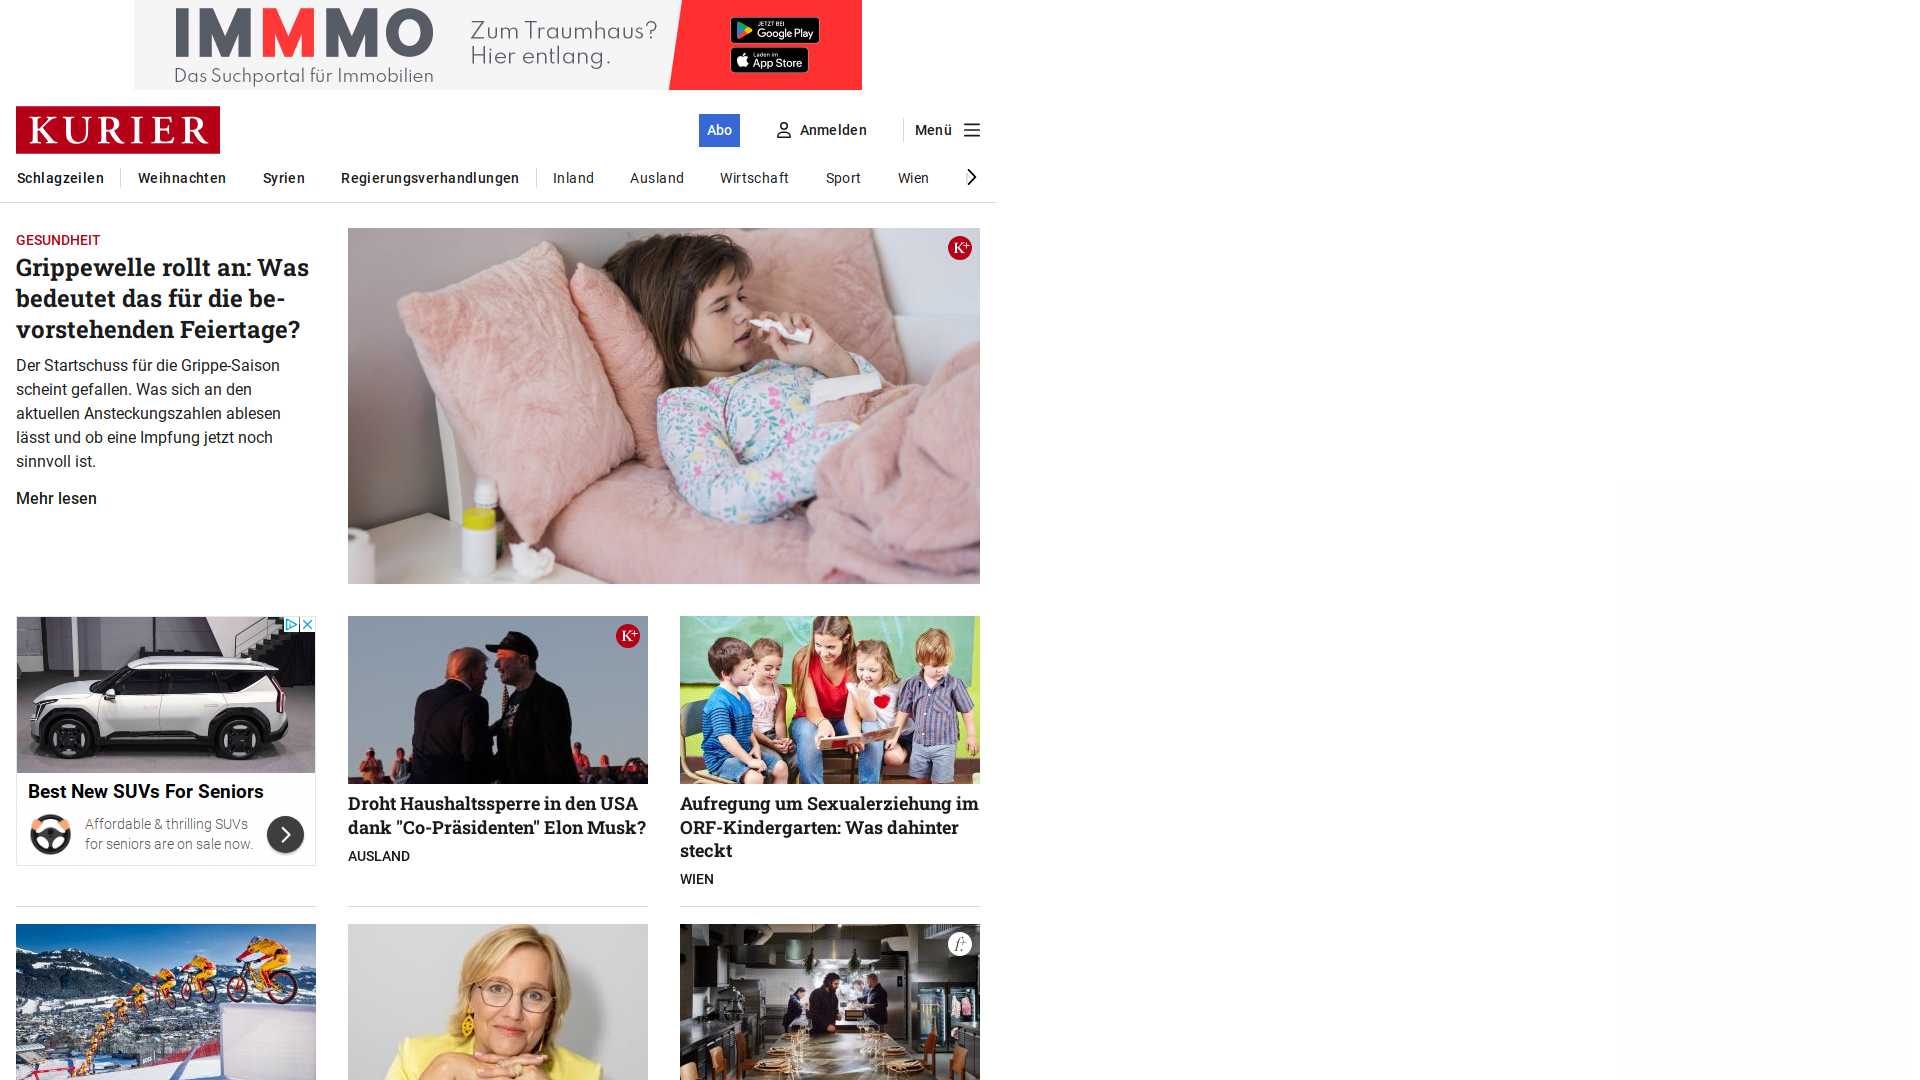 IMMMO
Das Suchportal für Immobilien
Zum Traumhaus?
Hier entlang.
JETZT BEI
Google Play
Laden im
App Store
KURIER
Abo
Anmelden
Menü
Schlagzeilen
Weihnachten
Syrien
Regierungsverhandlungen
Inland
Ausland
Wirtschaft
Sport
Wien
GESUNDHEIT
Grippewelle rollt an: Was
bedeutet das für die be-
vorstehenden Feiertage?
Der Startschuss für die Grippe-Saison
scheint gefallen. Was sich an den
aktuellen Ansteckungszahlen ablesen
lässt und ob eine Impfung jetzt noch
sinnvoll ist.
Mehr lesen
K+
Best New SUVs For Seniors
Affordable & thrilling SUVs
for seniors are on sale now.
K+
Droht Haushaltssperre in den USA
dank "Co-Präsidenten" Elon Musk?
AUSLAND
Aufregung um Sexualerziehung im
ORF-Kindergarten: Was dahinter
steckt
WIEN
f+